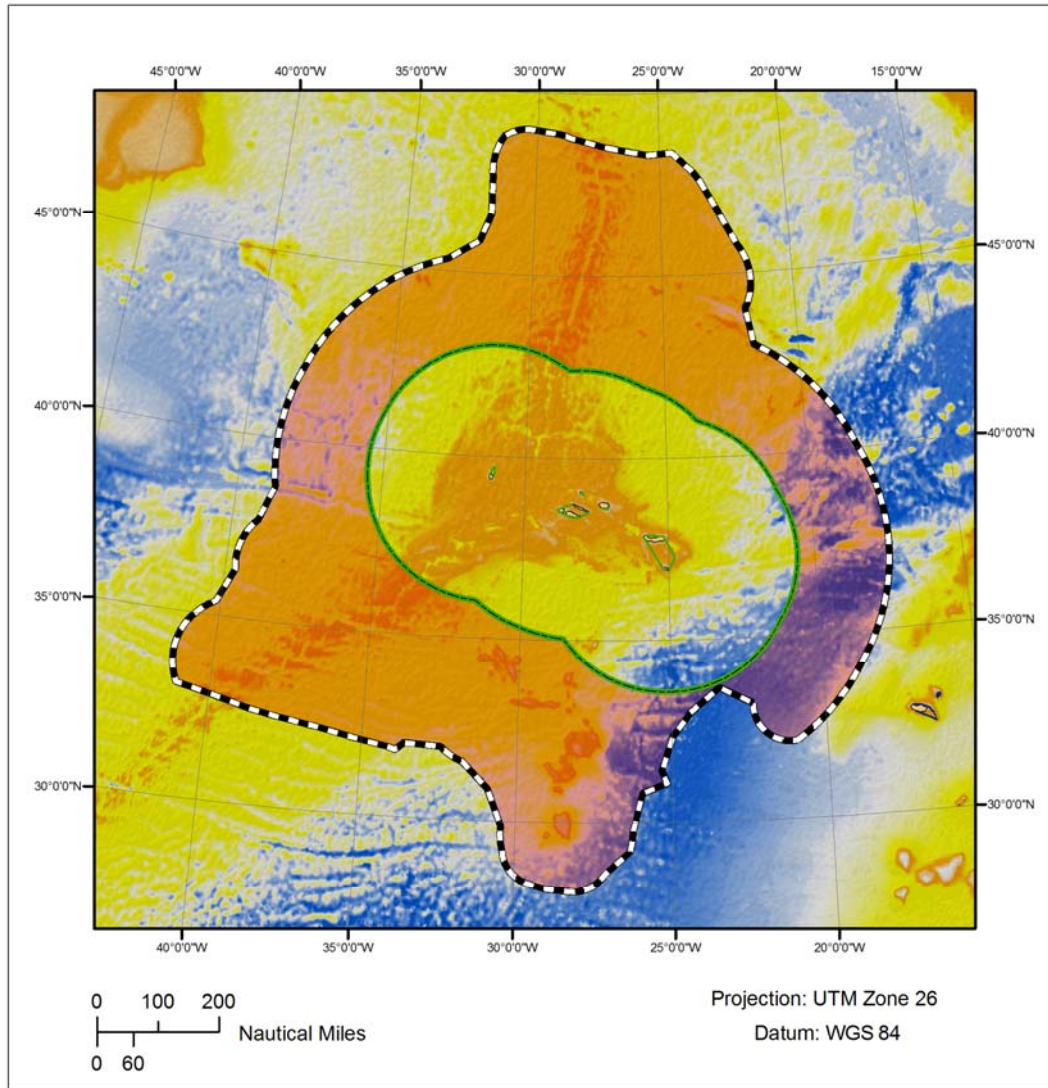 45°0'0"W 40°0'0"W 35°0'0"W 30°0'0"W 25°0'0"W 20°0'0"W 15°0'0"W
45°0'0"N
45°0'0"N
40°0'0"N
40°0'0"N
35°0'0"N
35°0'0"N
30°0'0"N
30°0'0"N
40°0'0"W 35°0'0"W 30°0'0"W 25°0'0"W 20°0'0"W
0 100 200
Nautical Miles
0 60
Projection: UTM Zone 26
Datum: WGS 84